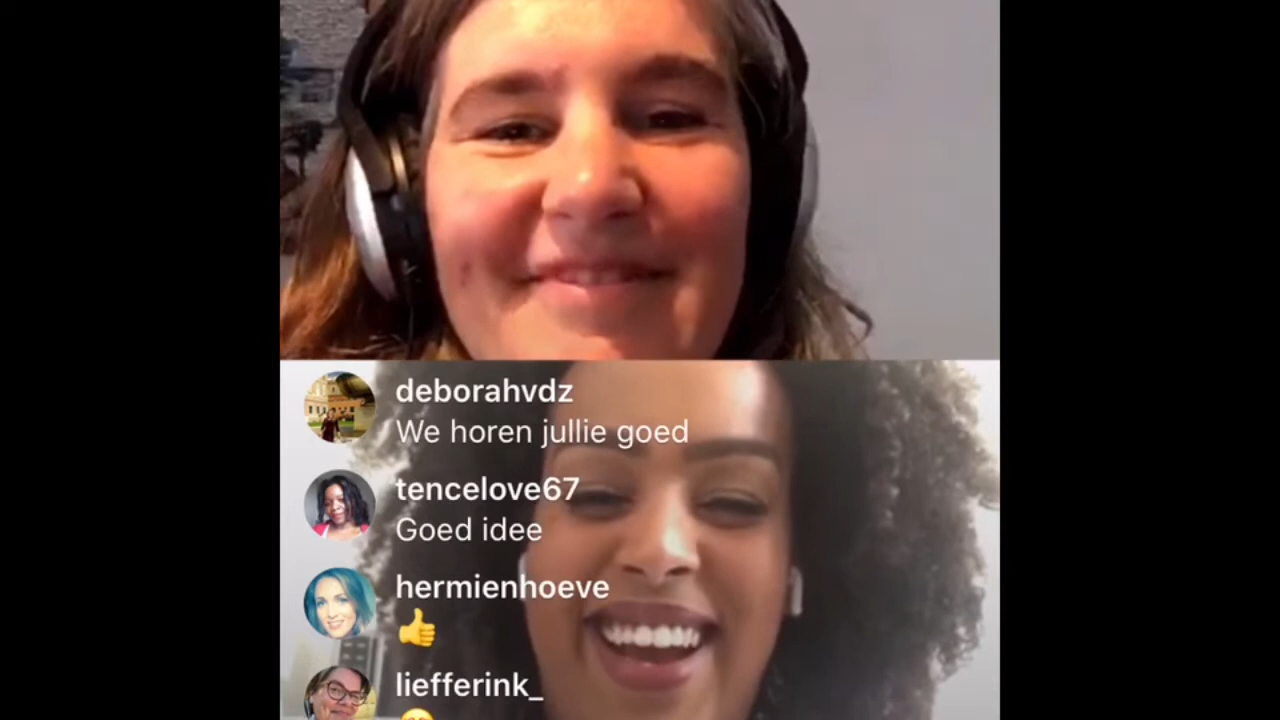 deborahvdz
We horen jullie goed
tencelove67
Goed idee
hermienhoeve
👍
liefferink_